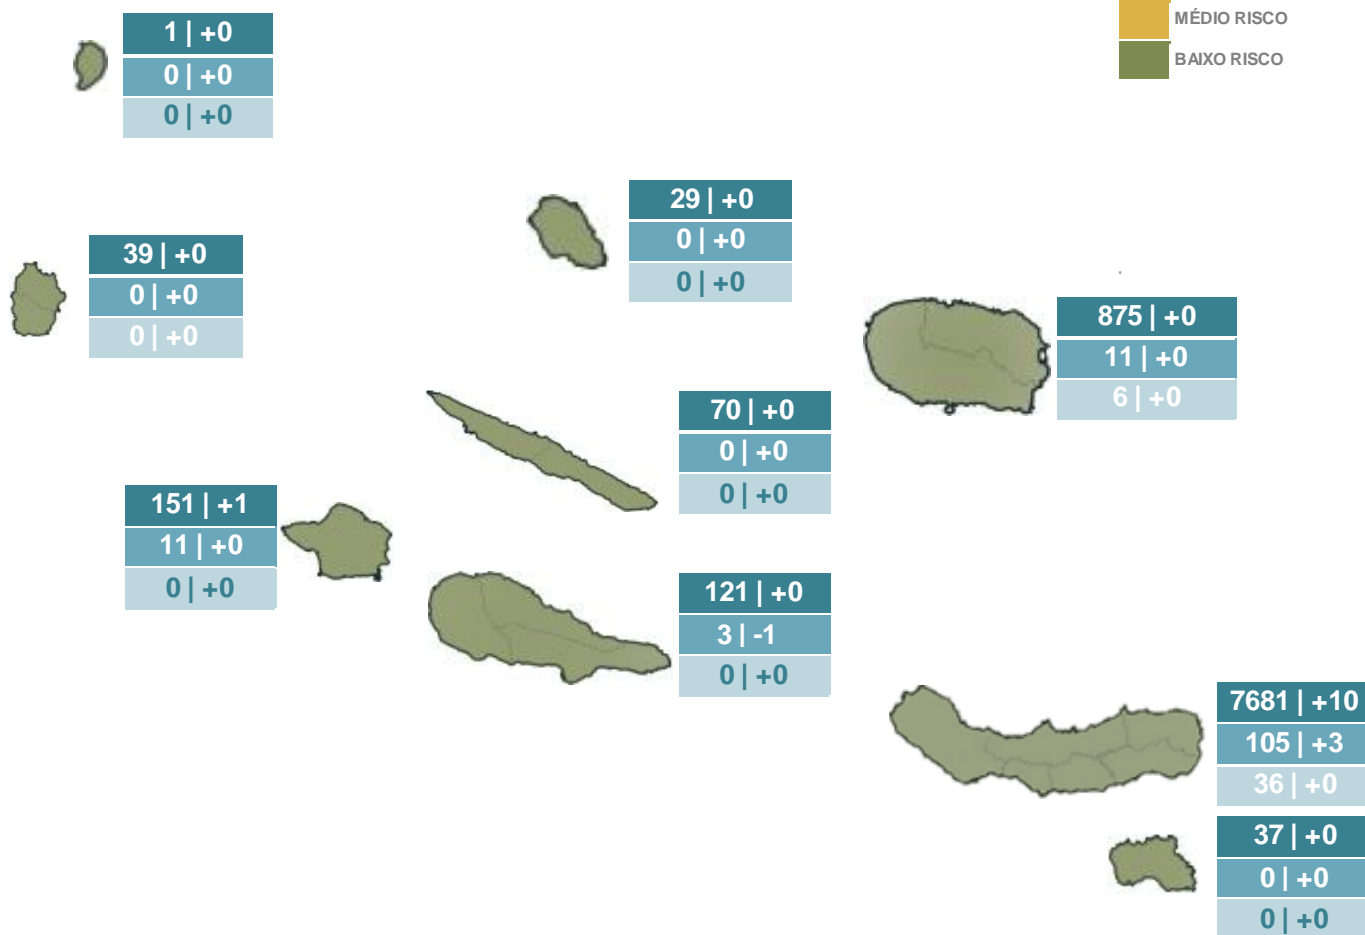 MÉDIO RISCO
BAIXO RISCO
1 | +0
0 | +0
0 | +0
29 | +0
0 | +0
0 | +0
39 | +0
0 | +0
0 | +0
875 | +0
11 | +0
6 | +0
70 | +0
0 | +0
0 | +0
151 | +1
11 | +0
0 | +0
121 | +0
3 | -1
0 | +0
7681 | +10
105 | +3
36 | +0
37 | +0
0 | +0
0 | +0